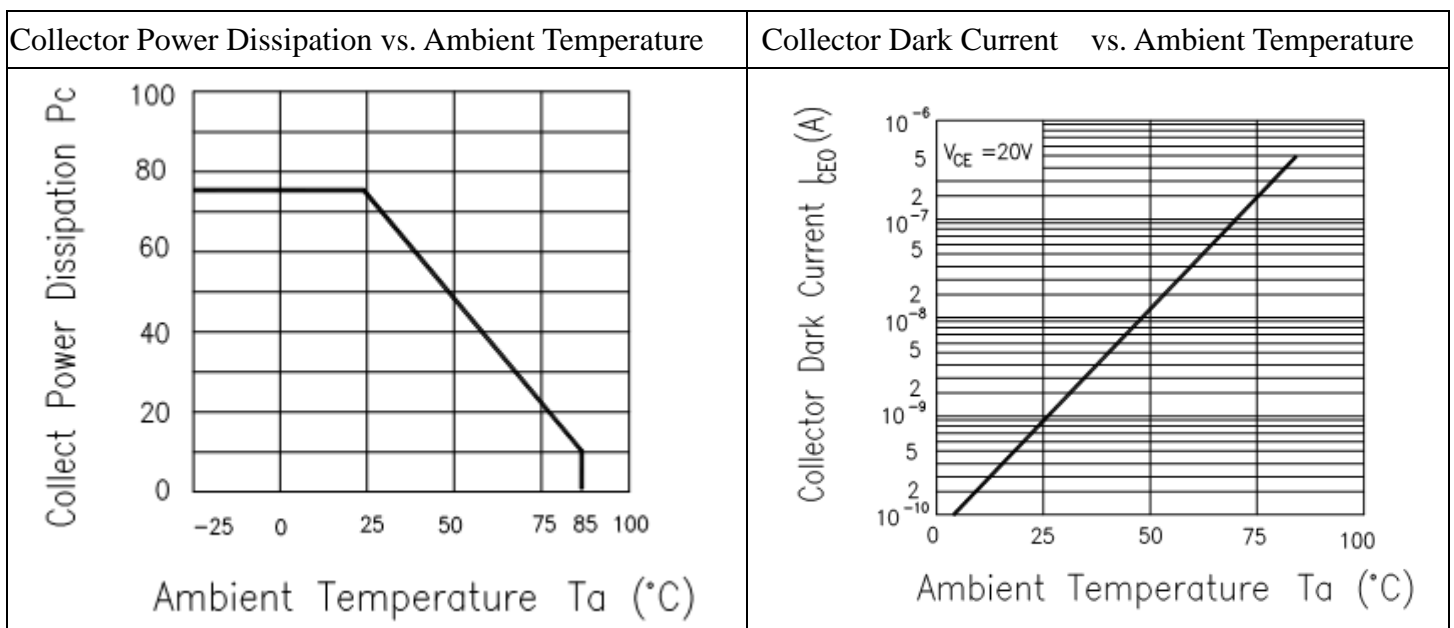 Collector Power Dissipation vs. Ambient Temperature
Collector Dark Current vs. Ambient Temperature
Collect Power Dissipation Pc
100
80
60
40
20
0
-25 0 25 50 75 85 100
Ambient Temperature Ta (°C)
Collector Dark Current ICEO (A)
VCE =20V
10-6
5
2
10-7
5
2
10-8
5
2
10-9
5
2
10-10
0 25 50 75 100
Ambient Temperature Ta (°C)